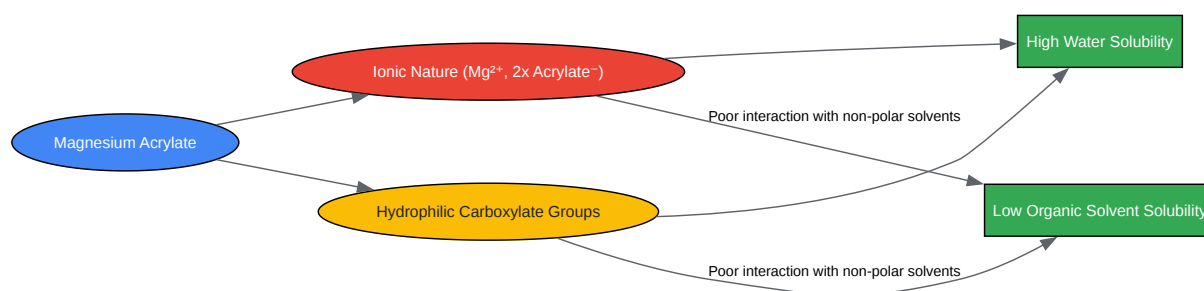 High Water Solubility
Ionic Nature (Mg²⁺, 2x Acrylate⁻)
Poor interaction with non-polar solvents
Magnesium Acrylate
Hydrophilic Carboxylate Groups
Low Organic Solvent Solubility
Poor interaction with non-polar solvents